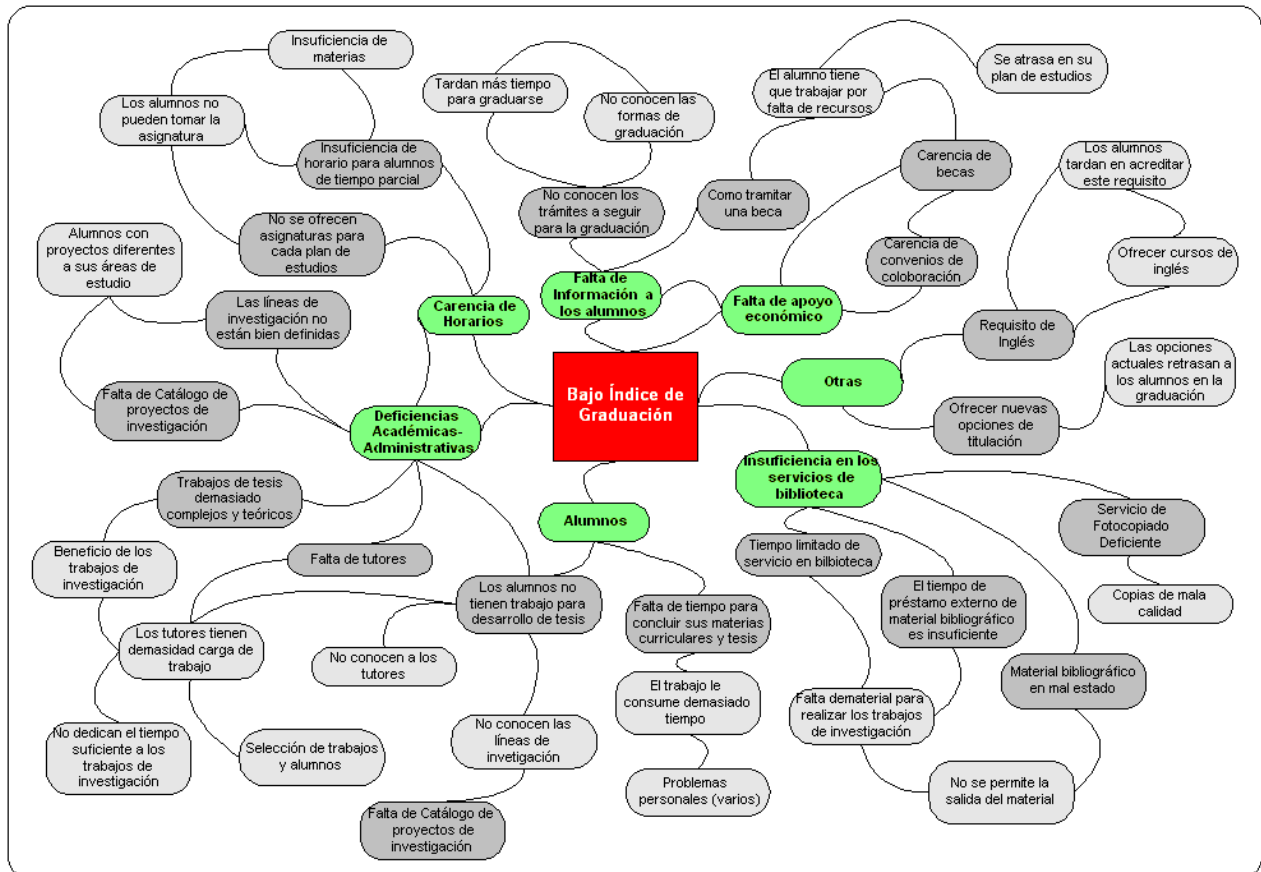 Insuficiencia de
materias
Los alumnos no
pueden tomar la
asignatura
Insuficiencia de
horario para alumnos
de tiempo parcial
No se ofrecen
asignaturas para
cada plan de
estudios
Tardan más tiempo
para graduarse
No conocen las
formas de
graduación
No conocen los
trámites a seguir
para la graduación
El alumno tiene
que trabajar por
falta de recursos
Se atrasa en su
plan de estudios
Como tramitar
una beca
Carencia de
becas
Carencia de
convenios de
coloboración
Los alumnos
tardan en acreditar
este requisito
Ofrecer cursos de
inglés
Requisito de
Inglés
Alumnos con
proyectos diferentes
a sus áreas de
estudio
Las líneas de
investigación no
están bien definidas
Falta de Catálogo de
proyectos de
investigación
Carencia de
Horarios
Falta de
Información a
los alumnos
Falta de apoyo
económico
Otras
Las opciones
actuales retrasan a
los alumnos en la
graduación
Ofrecer nuevas
opciones de
titulación
Bajo Índice de
Graduación
Deficiencias
Académicas-
Administrativas
Insuficiencia en los
servicios de
biblioteca
Alumnos
Trabajos de tesis
demasiado
complejos y teóricos
Beneficio de los
trabajos de
investigación
Falta de tutores
Los tutores tienen
demasidad carga de
trabajo
No dedican el tiempo
suficiente a los
trabajos de
investigación
Selección de trabajos
y alumnos
Los alumnos no
tienen trabajo para
desarrollo de tesis
No conocen a los
tutores
No conocen las
líneas de
invetigación
Falta de Catálogo de
proyectos de
investigación
Falta de tiempo para
concluir sus materias
curriculares y tesis
El trabajo le
consume demasiado
tiempo
Problemas
personales (varios)
Tiempo limitado de
servicio en bilbioteca
El tiempo de
préstamo externo de
material bibliográfico
es insuficiente
Servicio de
Fotocopiado
Deficiente
Copias de mala
calidad
Material bibliográfico
en mal estado
Falta dematerial para
realizar los trabajos
de investigación
No se permite la
salida del material